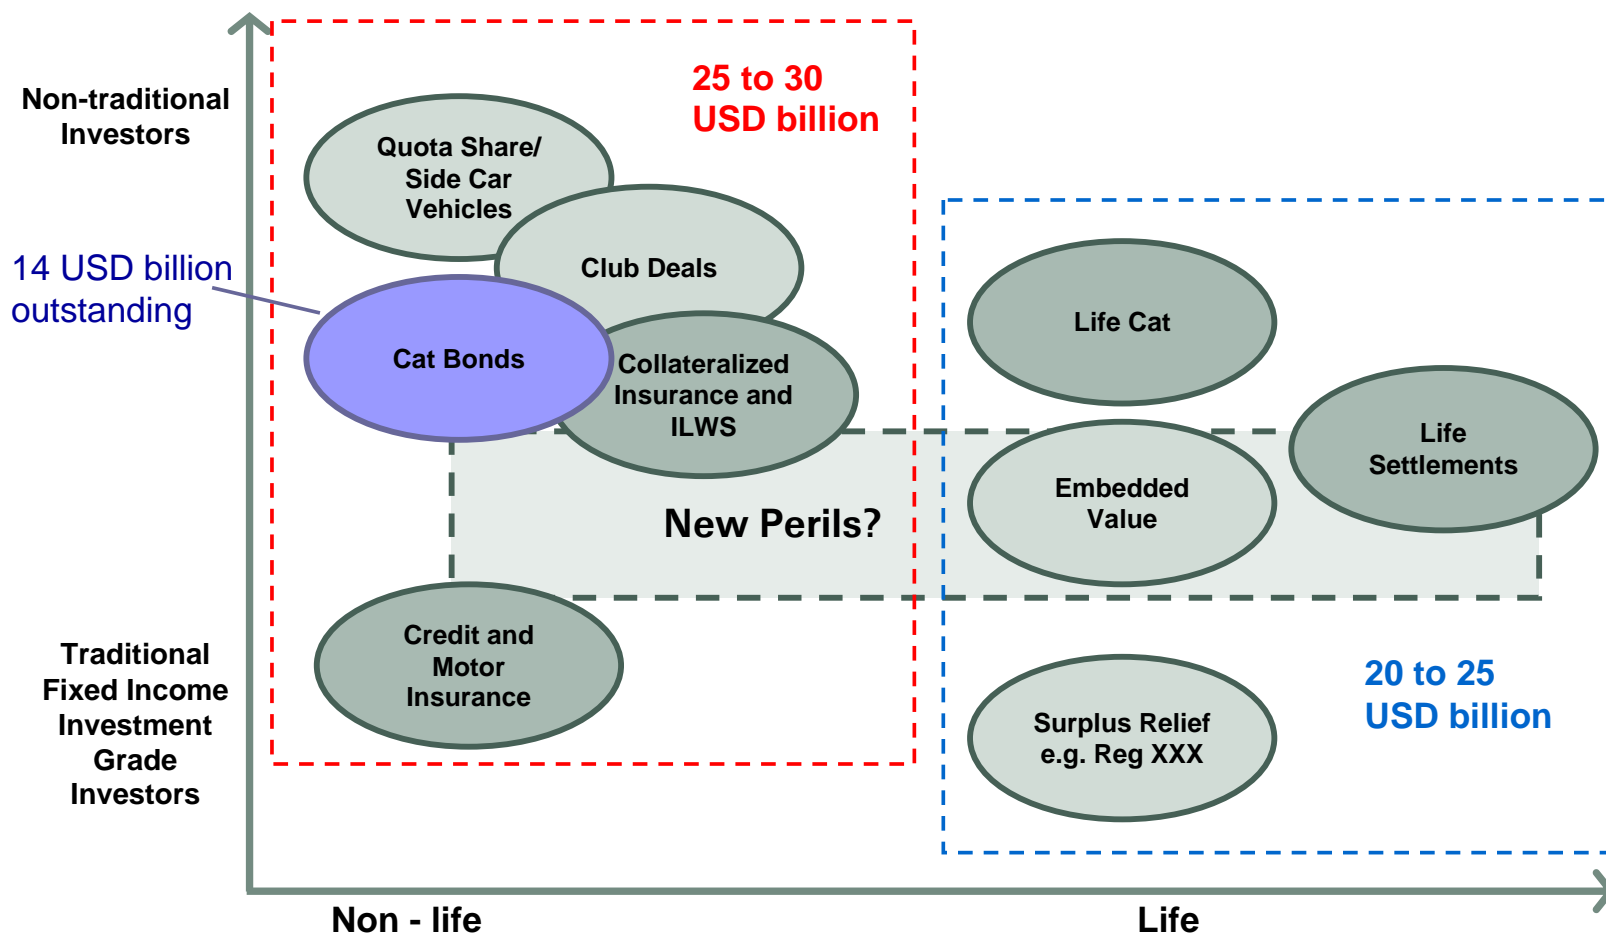 Non-traditional
Investors
25 to 30
USD billion
Quota Share/
Side Car
Vehicles
Club Deals
14 USD billion
outstanding
Cat Bonds
Collateralized
Insurance and
ILWS
Life Cat
Life
Settlements
Embedded
Value
New Perils?
Credit and
Motor
Insurance
Traditional
Fixed Income
Investment
Grade
Investors
20 to 25
USD billion
Surplus Relief
e.g. Reg XXX
Non - life
Life